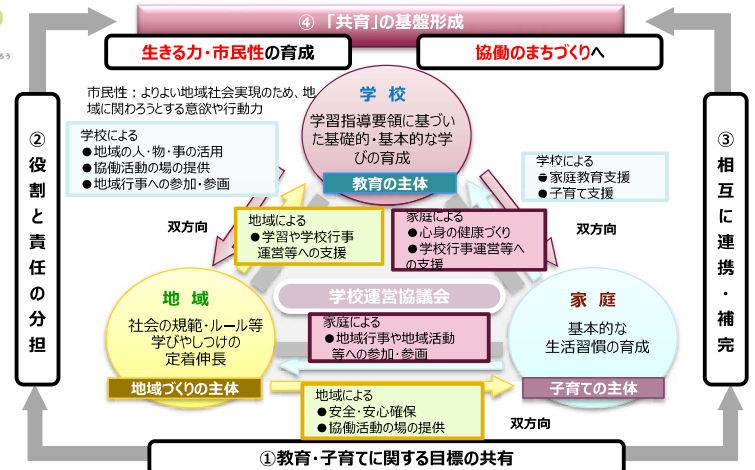 ろう
④ 「共育」の基盤形成
生きる力・市民性の育成
協働のまちづくりへ
市民性：よりよい地域社会実現のため、地
域に関わろうとする意欲や行動力
学 校
学習指導要領に基づい
た基礎的・基本的な学
びの育成
教育の主体
学校による
●地域の人・物・事の活用
●協働活動の場の提供
●地域行事への参加・参画
学校による
●家庭教育支援
●子育て支援
②役割と責任の分担
③相互に連携・補完
双方向
双方向
地域による
●学習や学校行事
運営等への支援
家庭による
●心身の健康づくり
●学校行事運営等へ
の支援
学校運営協議会
地 域
社会の規範・ルール等
学びやしつけの
定着伸長
地域づくりの主体
家庭による
●地域行事や地域活動
等への参加・参画
家 庭
基本的な
生活習慣の育成
子育ての主体
地域による
●安全・安心確保
●協働活動の場の提供
双方向
①教育・子育てに関する目標の共有